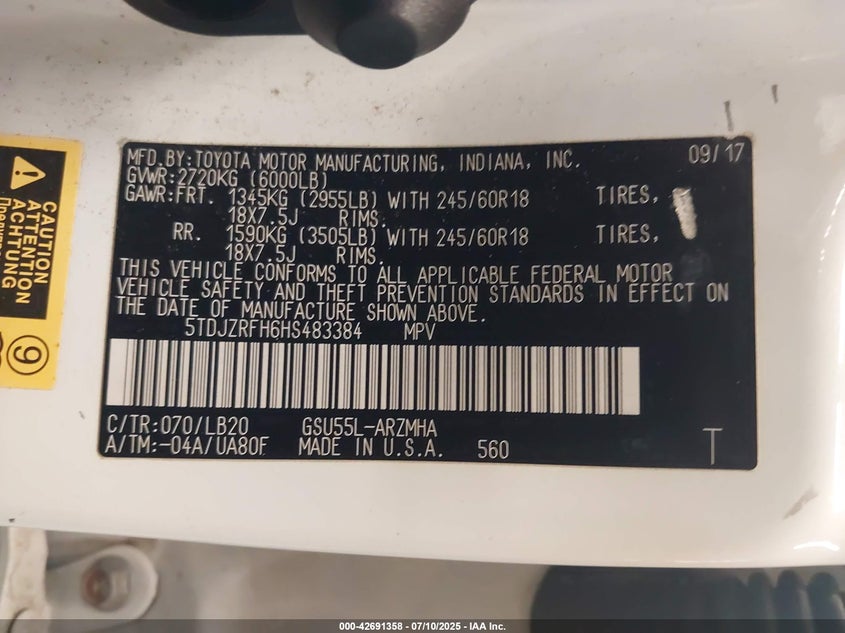 MFD.BY:TOYOTA MOTOR MANUFACTURING, INDIANA, INC. 09/17
GVWR:2720KG (6000LB)
GAWR:FRT. 1345KG (2955LB) WITH 245/60R18 TIRES,
18X7.5J RIMS.
RR. 1590KG (3505LB) WITH 245/60R18 TIRES,
18X7.5J RIMS.
THIS VEHICLE CONFORMS TO ALL APPLICABLE FEDERAL MOTOR
VEHICLE SAFETY AND THEFT PREVENTION STANDARDS IN EFFECT ON
THE DATE OF MANUFACTURE SHOWN ABOVE.
5TDJZRFH6HS483384 MPV
C/TR:070/LB20 GSU55L-ARZMHA
A/TM:-04A/UA80F MADE IN U.S.A. 560 T
CAUTION
ATTENTION
ACHTUNG
9
000-42691358 - 07/10/2025 - IAA Inc.